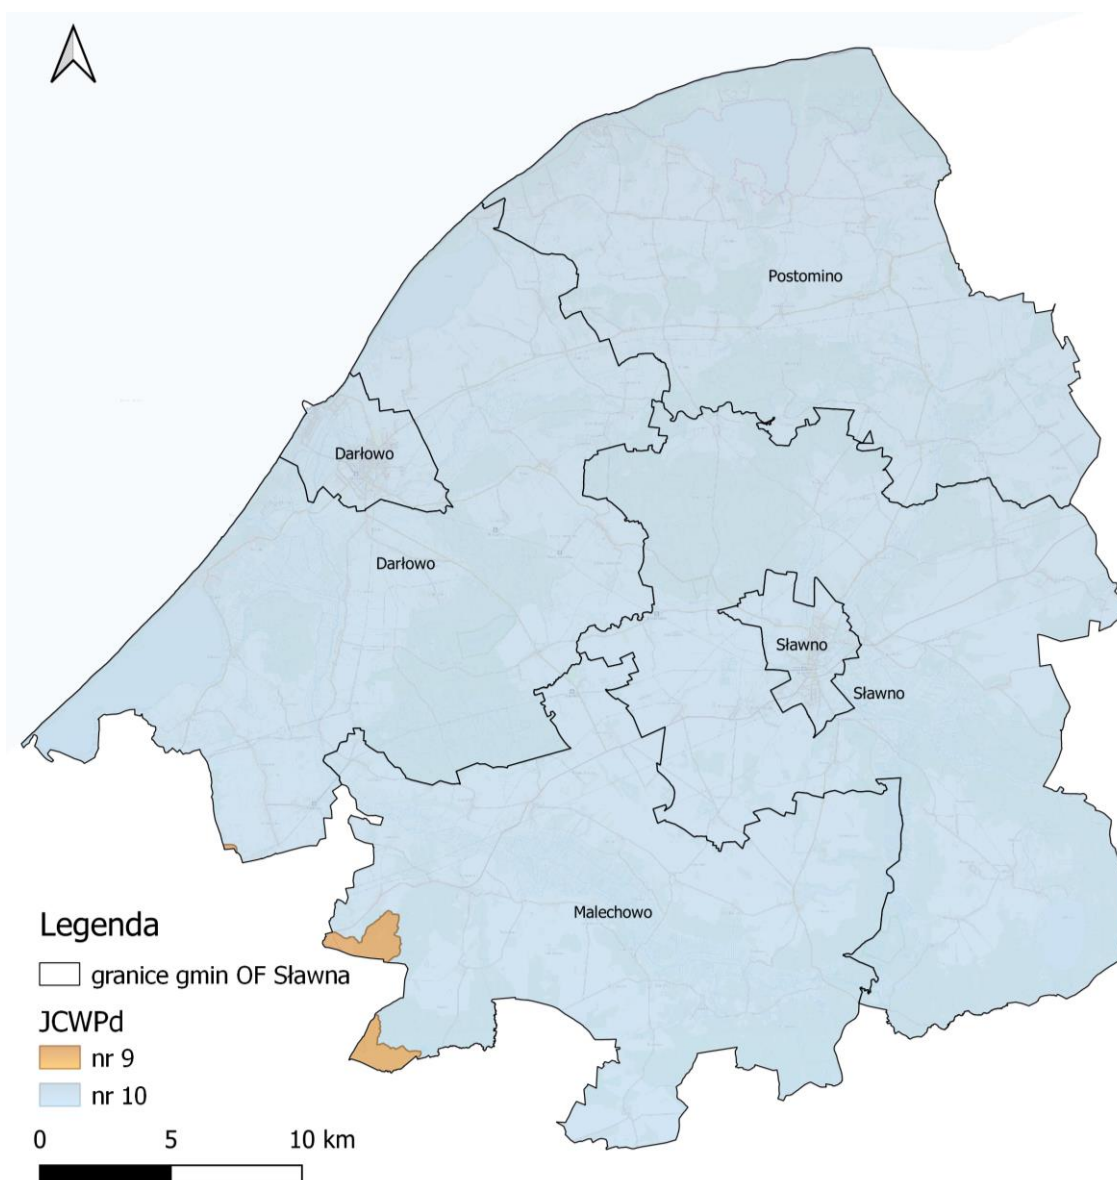 Postomino
Darłowo
Darłowo
Sławno
Sławno
Malechowo
Legenda
granice gmin OF Sławna
JCWPd
nr 9
nr 10
0 5 10 km